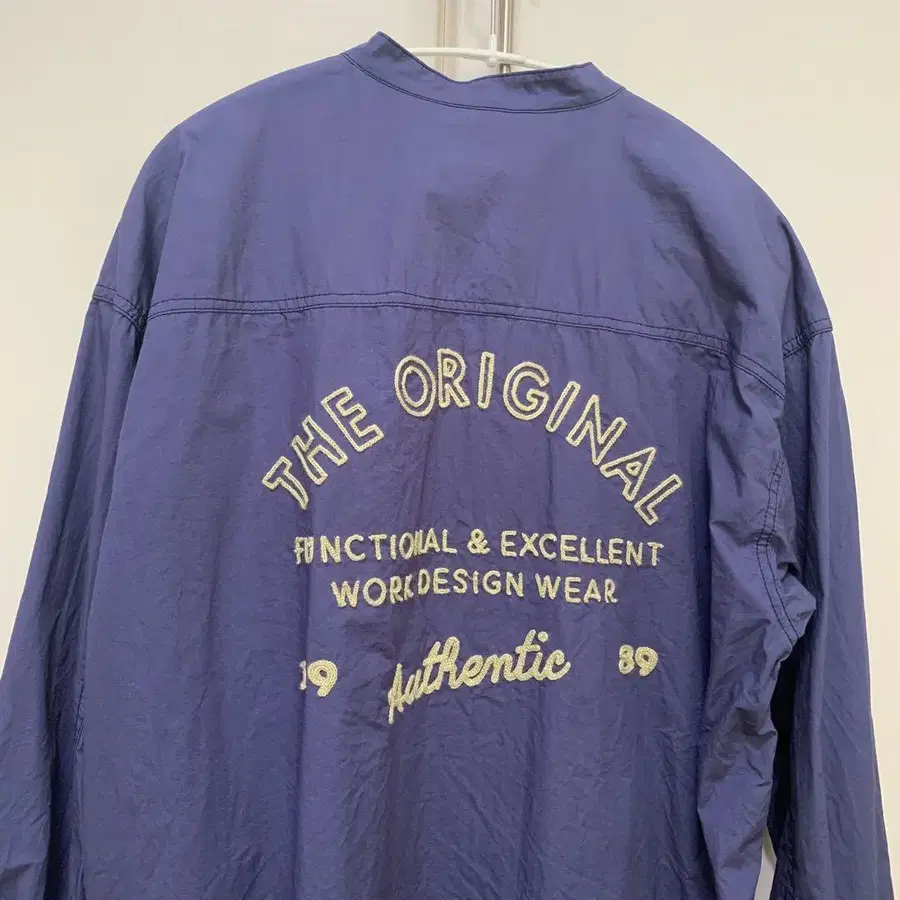 THE ORIGINAL
FUNCTIONAL & EXCELLENT
WORK DESIGN WEAR
19 Authentic 89